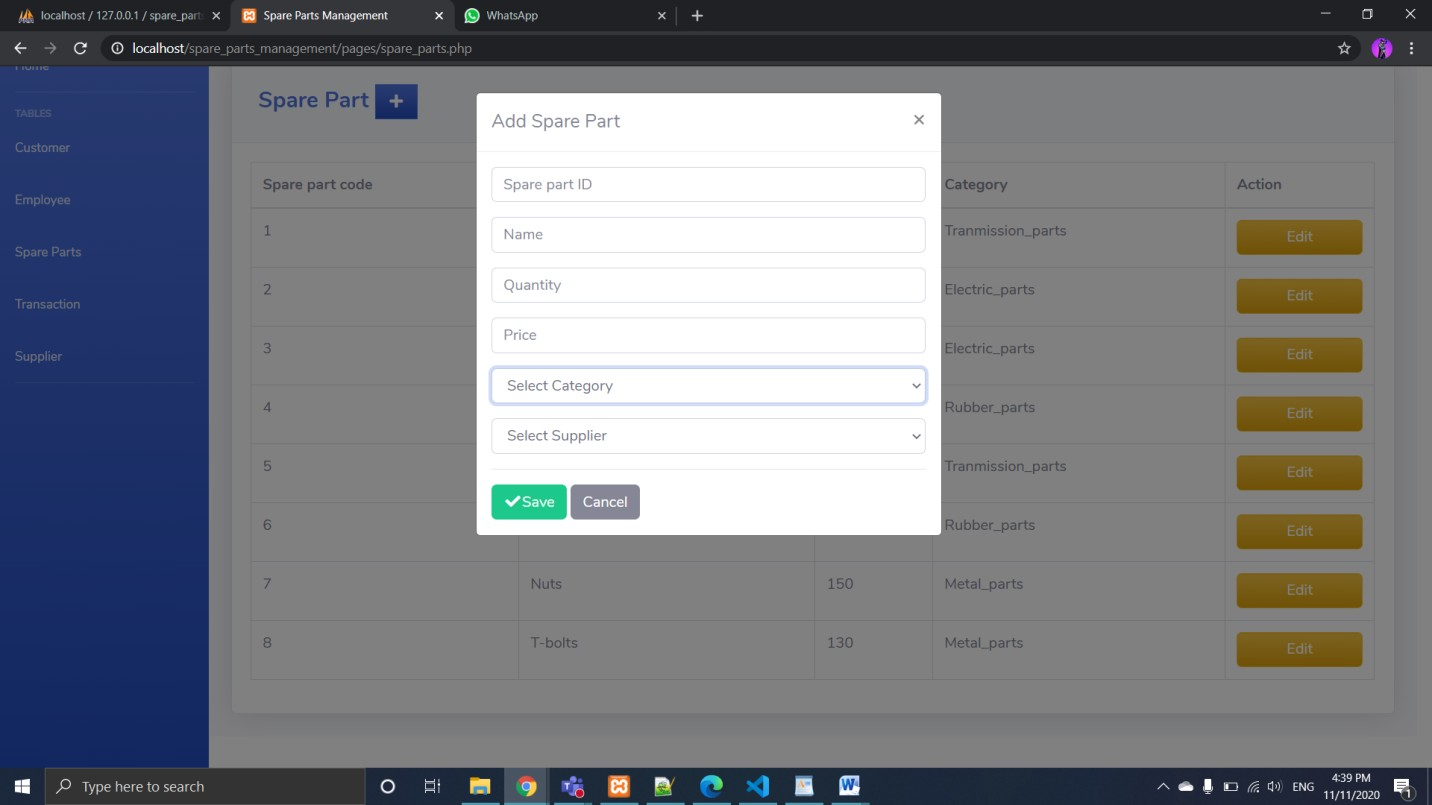 localhost / 127.0.0.1 / spare_parts
Spare Parts Management
WhatsApp
localhost/spare_parts_management/pages/spare_parts.php
Home
TABLES
Customer
Employee
Spare Parts
Transaction
Supplier
Spare Part +
Add Spare Part ×
Spare part ID
Name
Quantity
Price
Select Category
Select Supplier
Save Cancel
Spare part code Category Action
1 Tranmission_parts Edit
2 Electric_parts Edit
3 Electric_parts Edit
4 Rubber_parts Edit
5 Tranmission_parts Edit
6 Rubber_parts Edit
7 Nuts 150 Metal_parts Edit
8 T-bolts 130 Metal_parts Edit
Type here to search
ENG
4:39 PM
11/11/2020
1